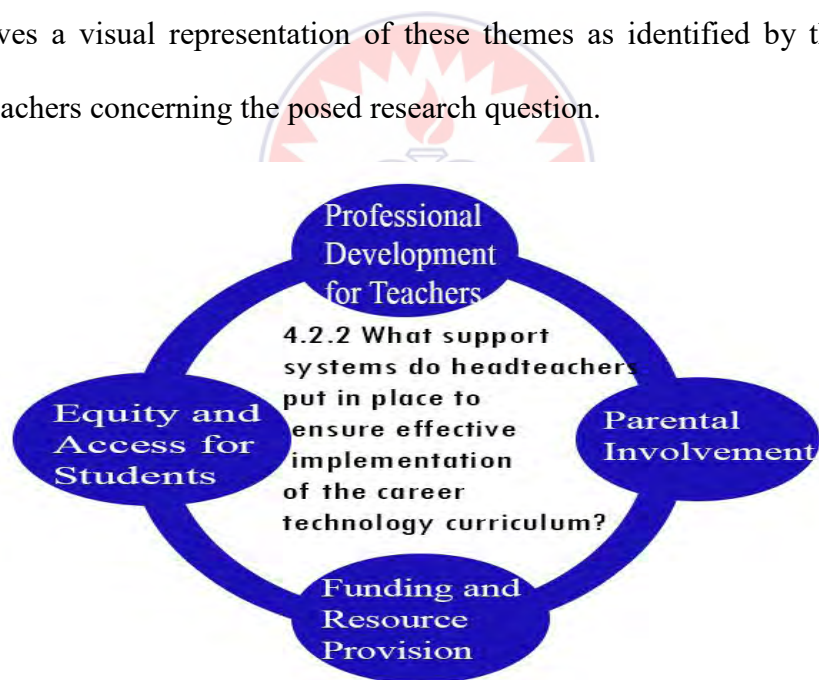 ves a visual representation of these themes as identified by
achers concerning the posed research question.
Professional
Development
for Teachers
4.2.2 What support
systems do headteachers
put in place to
ensure effective
implementation
of the career
technology curriculum?
Equity and
Access for
Students
Parental
Involvement
Funding and
Resource
Provision